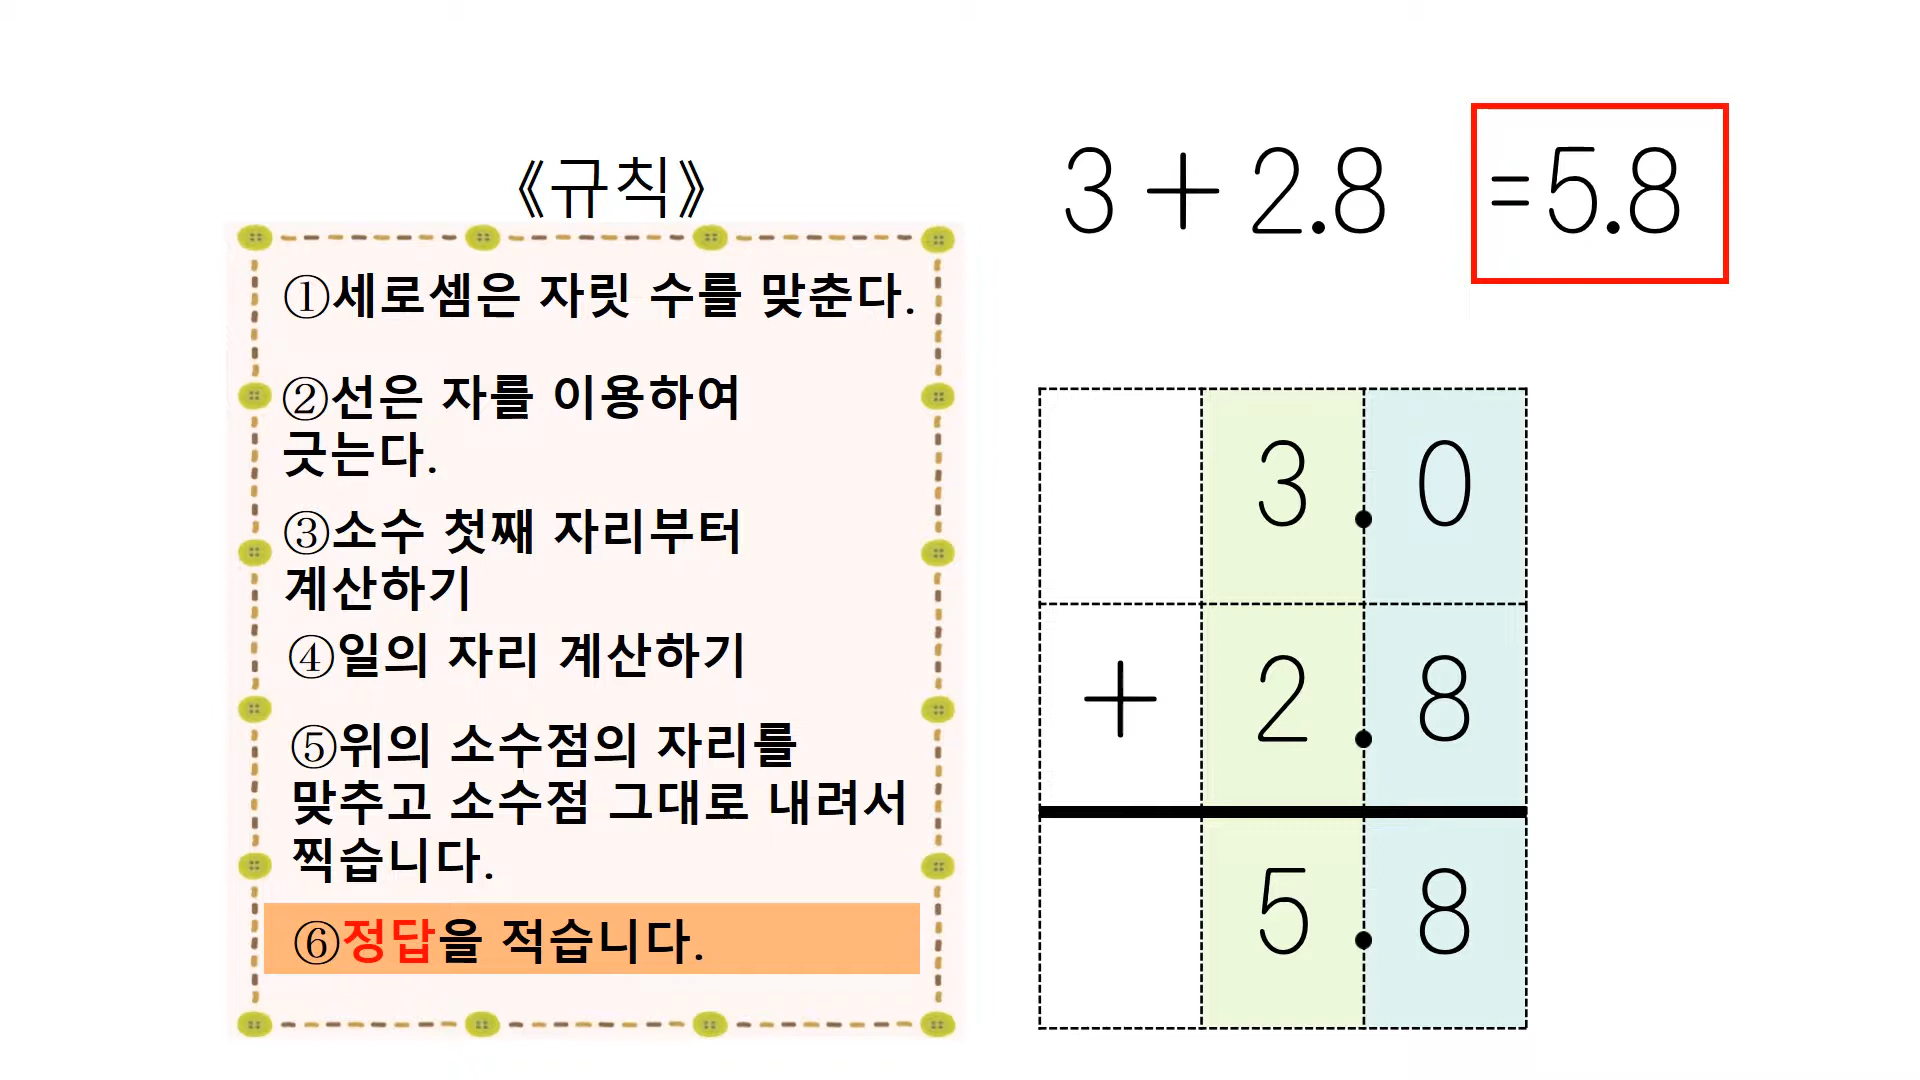 《규칙》
①세로셈은 자릿 수를 맞춘다.
②선은 자를 이용하여
긋는다.
③소수 첫째 자리부터
계산하기
④일의 자리 계산하기
⑤위의 소수점의 자리를
맞추고 소수점 그대로 내려서
찍습니다.
⑥정답을 적습니다.
3+2.8 =5.8
3.0
+2.8
5.8